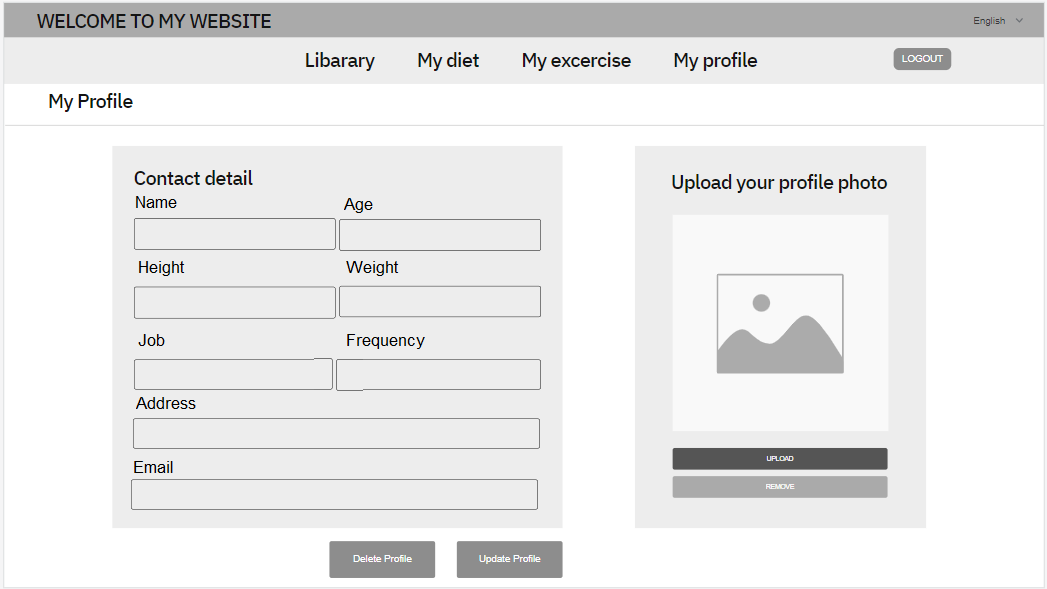 WELCOME TO MY WEBSITE English
Librarary My diet My excercise My profile LOGOUT
My Profile
Contact detail
Name Age
Height Weight
Job Frequency
Address
Email
Upload your profile photo
UPLOAD
REMOVE
Delete Profile Update Profile